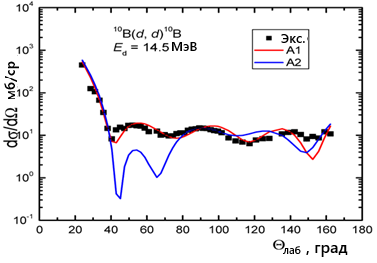 10⁴
10³
10²
10¹
10⁰
10⁻¹
dσ/dΩ мб/ср
¹⁰B(d, d)¹⁰B
E_d = 14.5 МэВ
Экс.
A1
A2
0 20 40 60 80 100 120 140 160 180
Θлаб , град